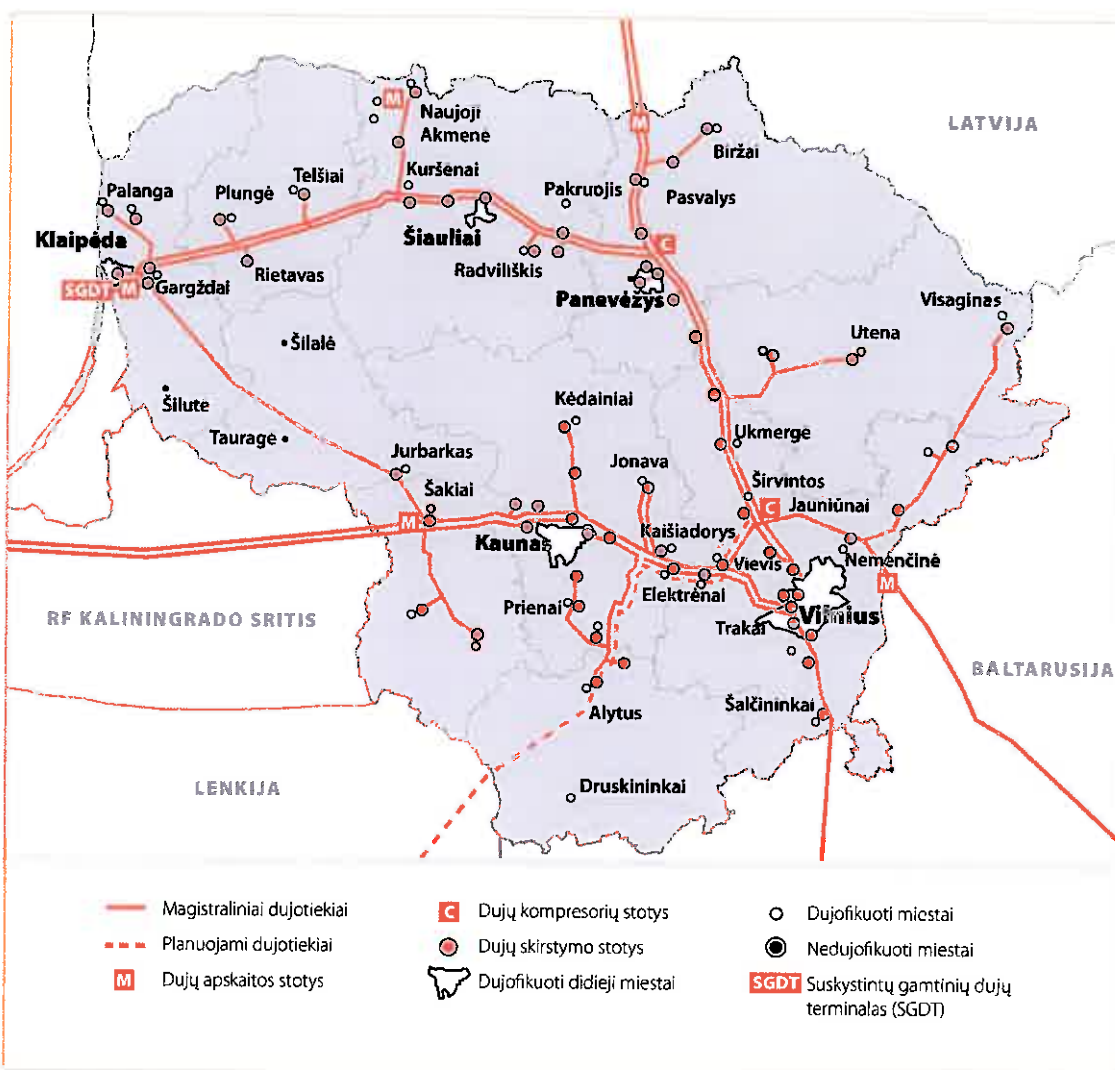 LATVIJA
M
Naujoji
Akmenė
M
Biržai
Palanga
Plungė
Telšiai
Kuršėnai
Pakruojis
Pasvalys
Klaipėda
Šiauliai
C
Radviliškis
Rietavas
SGDT
M
Gargždai
Panevėžys
Visaginas
Utena
Šilalė
Šilute
Kėdainiai
Taurage
Ukmerge
Jurbarkas
Jonava
Širvintos
Šakiai
C
Jauniūnai
M
Kaunas
Kaišiadorys
Vievis
Nemenčinė
M
Elektrėnai
RF KALININGRADO SRITIS
Prienai
Trakai
Vilnius
BALTARUSIJA
Alytus
Šalčininkai
LENKIJA
Druskininkai
Magistraliniai dujotiekiai
Planuojami dujotiekiai
M Dujų apskaitos stotys
C Dujų kompresorių stotys
Dujų skirstymo stotys
Dujofikuoti didieji miestai
Dujofikuoti miestai
Nedujofikuoti miestai
SGDT Suskystintų gamtinių dujų
terminalas (SGDT)